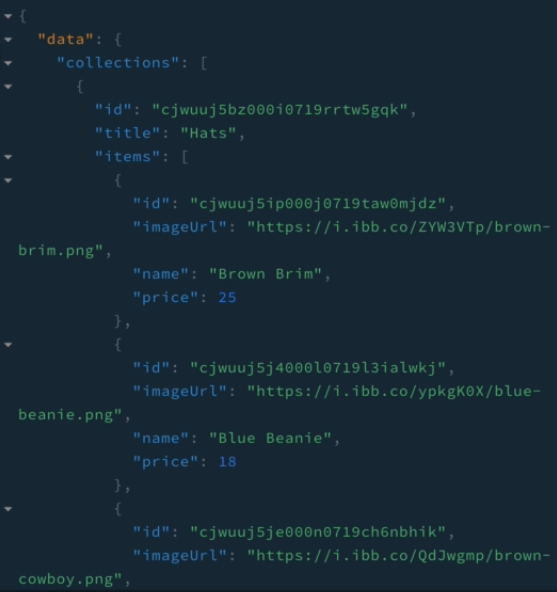 {
"data": {
"collections": [
{
"id": "cjwuuj5bz000i0719rrtw5gqk",
"title": "Hats",
"items": [
{
"id": "cjwuuj5ip000j0719taw0mjdz",
"imageUrl": "https://i.ibb.co/ZYW3VTp/brown-
brim.png",
"name": "Brown Brim",
"price": 25
},
{
"id": "cjwuuj5j4000l0719l3ialwkj",
"imageUrl": "https://i.ibb.co/ypkgK0X/blue-
beanie.png",
"name": "Blue Beanie",
"price": 18
},
{
"id": "cjwuuj5je000n0719ch6nbhik",
"imageUrl": "https://i.ibb.co/QdJwgmp/brown-
cowboy.png",